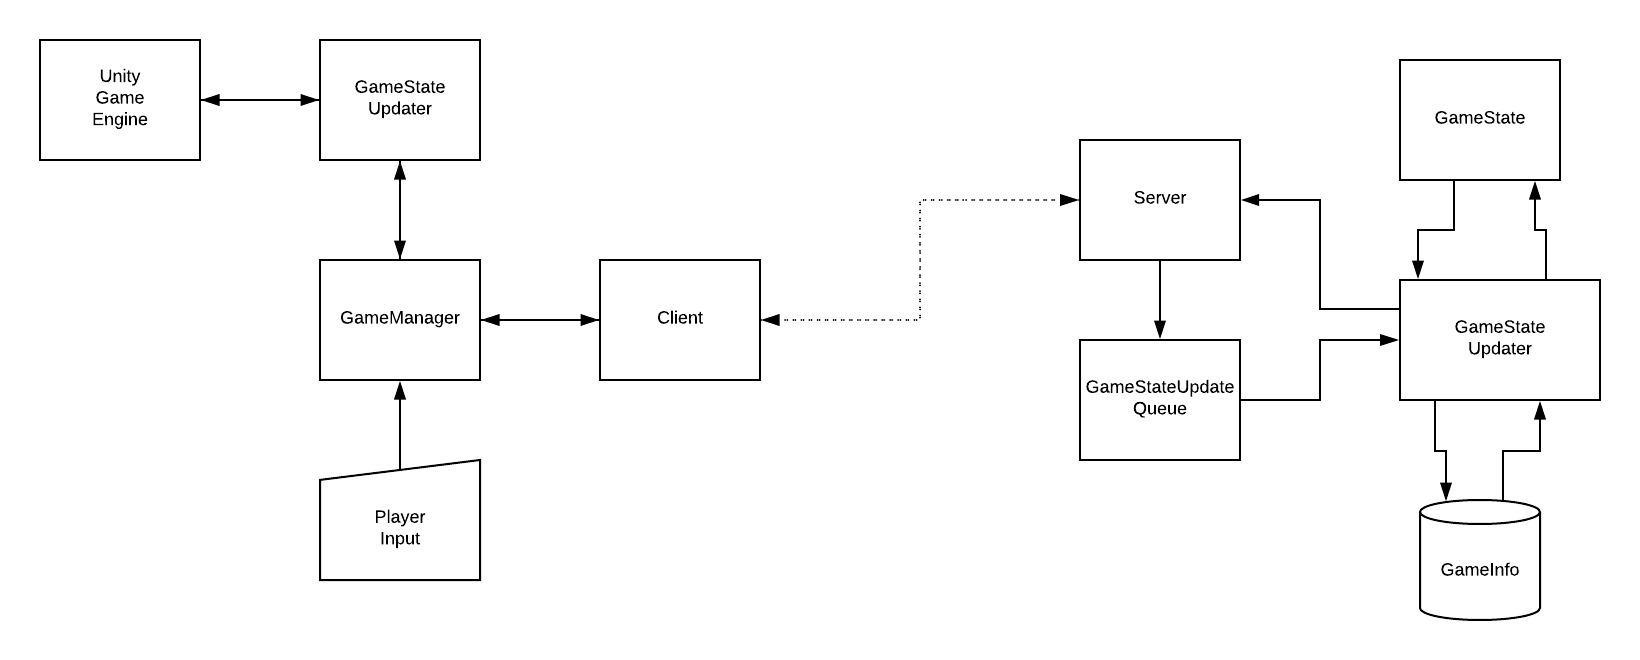 Unity
Game
Engine
GameState
Updater
GameManager
Player
Input
Client
Server
GameStateUpdate
Queue
GameState
GameState
Updater
GameInfo